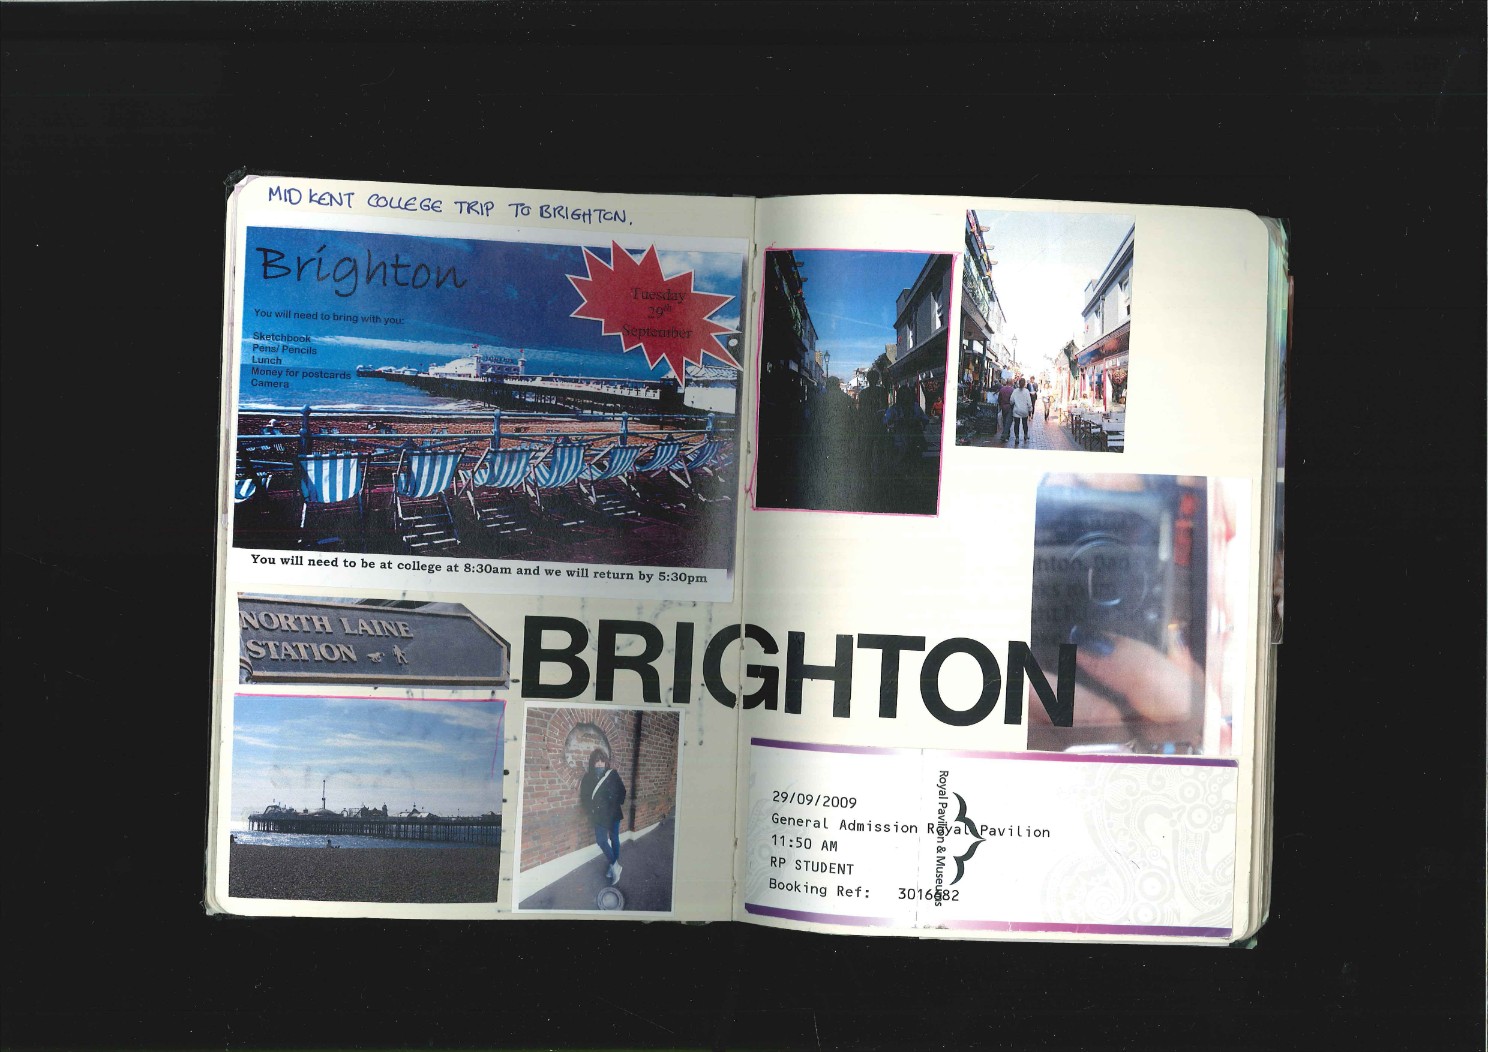 MID KENT COLLEGE TRIP TO BRIGHTON.
Brighton
You will need to bring with you:
Sketchbook
Pens/ Pencils
Lunch
Money for postcards
Camera
Tuesday
29th
September
You will need to be at college at 8:30am and we will return by 5:30pm
NORTH LAINE
STATION
BRIGHTON
29/09/2009
General Admission Royal Pavilion
11:50 AM
RP STUDENT
Booking Ref: 3016682
Royal Pavilion & Museums